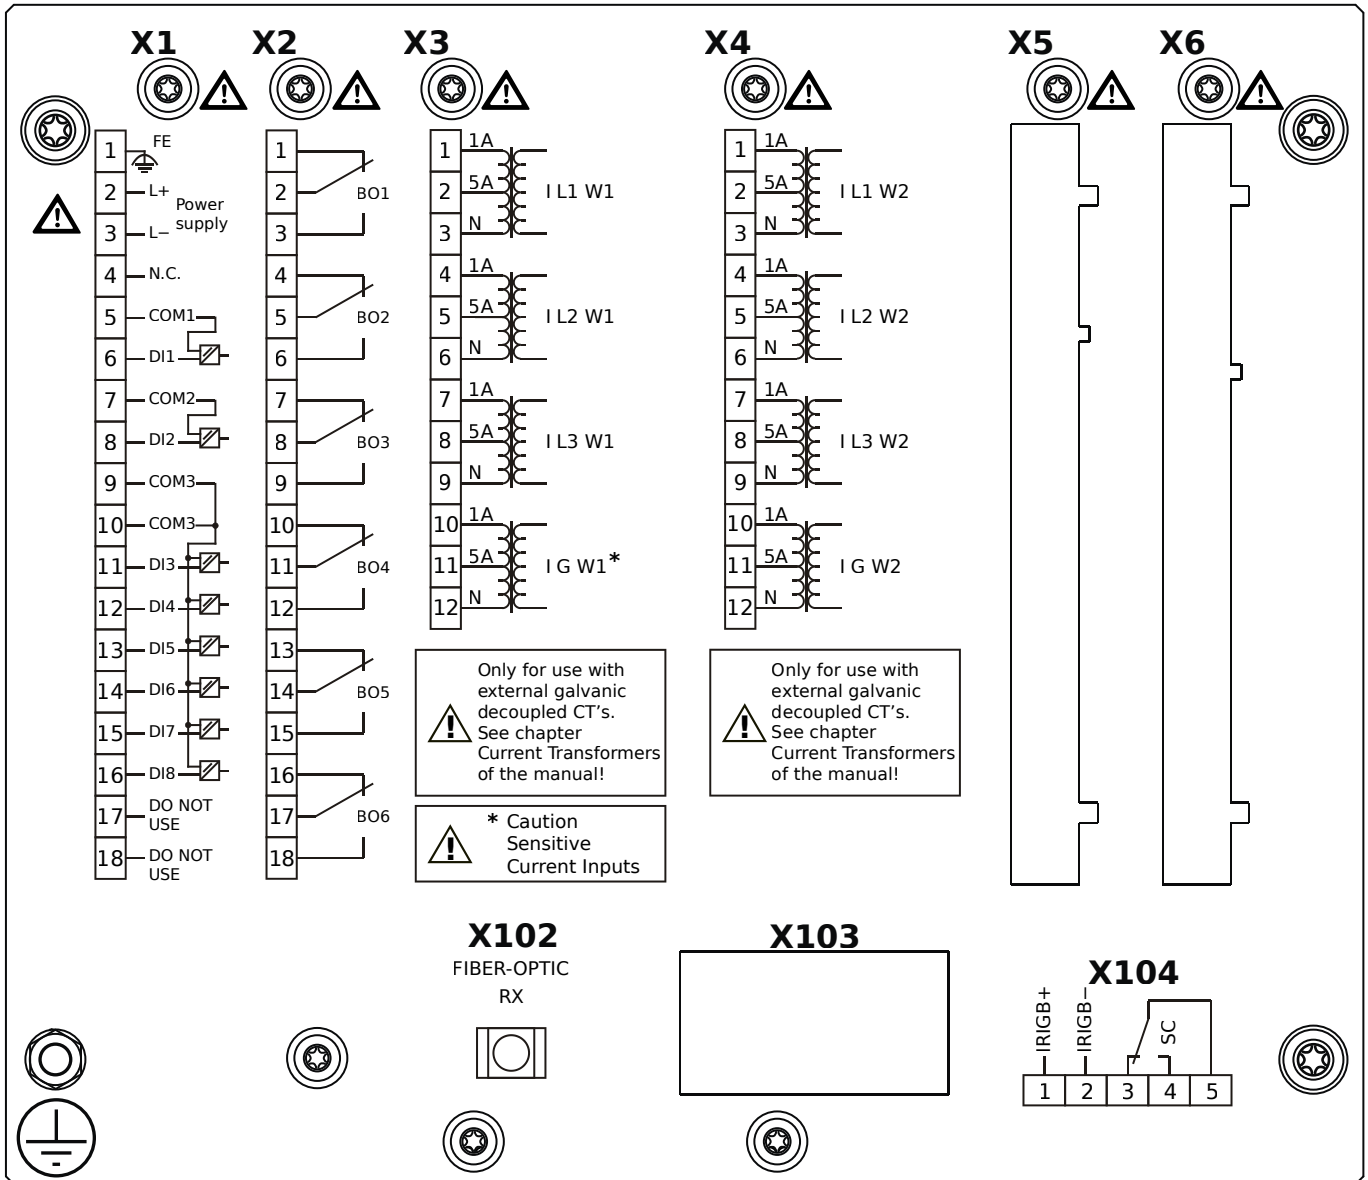 X1 X2 X3 X4 X5 X6
1 FE
2 L+
Power
supply
3 L−
4 N.C.
5 COM1
6 DI1
7 COM2
8 DI2
9 COM3
10 COM3
11 DI3
12 DI4
13 DI5
14 DI6
15 DI7
16 DI8
17 DO NOT
USE
18 DO NOT
USE
1
2 BO1
3
4
5 BO2
6
7
8 BO3
9
10
11 BO4
12
13
14 BO5
15
16
17 BO6
18
1 1A
2 5A I L1 W1
3 N
4 1A
5 5A I L2 W1
6 N
7 1A
8 5A I L3 W1
9 N
10 1A
11 5A I G W1*
12 N
Only for use with
external galvanic
decoupled CT's.
See chapter
Current Transformers
of the manual!
* Caution
Sensitive
Current Inputs
1 1A
2 5A I L1 W2
3 N
4 1A
5 5A I L2 W2
6 N
7 1A
8 5A I L3 W2
9 N
10 1A
11 5A I G W2
12 N
Only for use with
external galvanic
decoupled CT's.
See chapter
Current Transformers
of the manual!
X102
FIBER-OPTIC
RX
X103
X104
IRIGB+
IRIGB−
SC
1 2 3 4 5